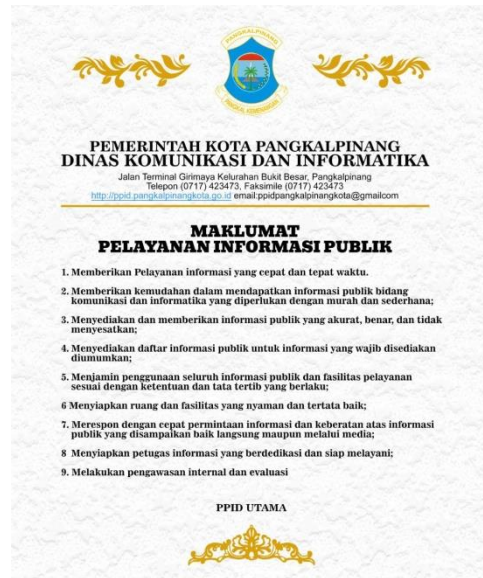 PANGKALPINANG
PANGKAL KEMENANGAN
PEMERINTAH KOTA PANGKALPINANG
DINAS KOMUNIKASI DAN INFORMATIKA
Jalan Terminal Girimaya Kelurahan Bukit Besar, Pangkalpinang
Telepon (0717) 423473, Faksimile (0717) 423473
http://ppid.pangkalpinangkota.go.id email:ppidpangkalpinangkota@gmailcom
MAKLUMAT
PELAYANAN INFORMASI PUBLIK
1. Memberikan Pelayanan informasi yang cepat dan tepat waktu.
2. Memberikan kemudahan dalam mendapatkan informasi publik bidang
komunikasi dan informatika yang diperlukan dengan murah dan sederhana;
3. Menyediakan dan memberikan informasi publik yang akurat, benar, dan tidak
menyesatkan;
4. Menyediakan daftar informasi publik untuk informasi yang wajib disediakan
diumumkan;
5. Menjamin penggunaan seluruh informasi publik dan fasilitas pelayanan
sesuai dengan ketentuan dan tata tertib yang berlaku;
6 Menyiapkan ruang dan fasilitas yang nyaman dan tertata baik;
7. Merespon dengan cepat permintaan informasi dan keberatan atas informasi
publik yang disampaikan baik langsung maupun melalui media;
8 Menyiapkan petugas informasi yang berdedikasi dan siap melayani;
9. Melakukan pengawasan internal dan evaluasi
PPID UTAMA